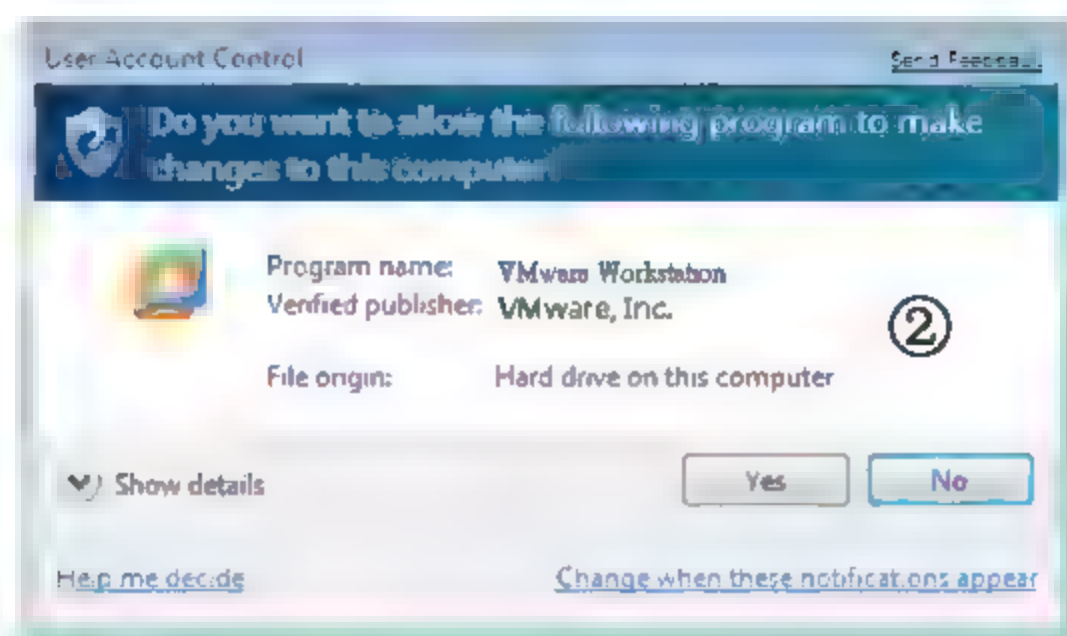 User Account Control
Send Feedback
Do you want to allow the following program to make
changes to this computer?
Program name: VMware Workstation
Verified publisher: VMware, Inc.
②
File origin: Hard drive on this computer
Show details
Yes
No
Help me decide
Change when these notifications appear